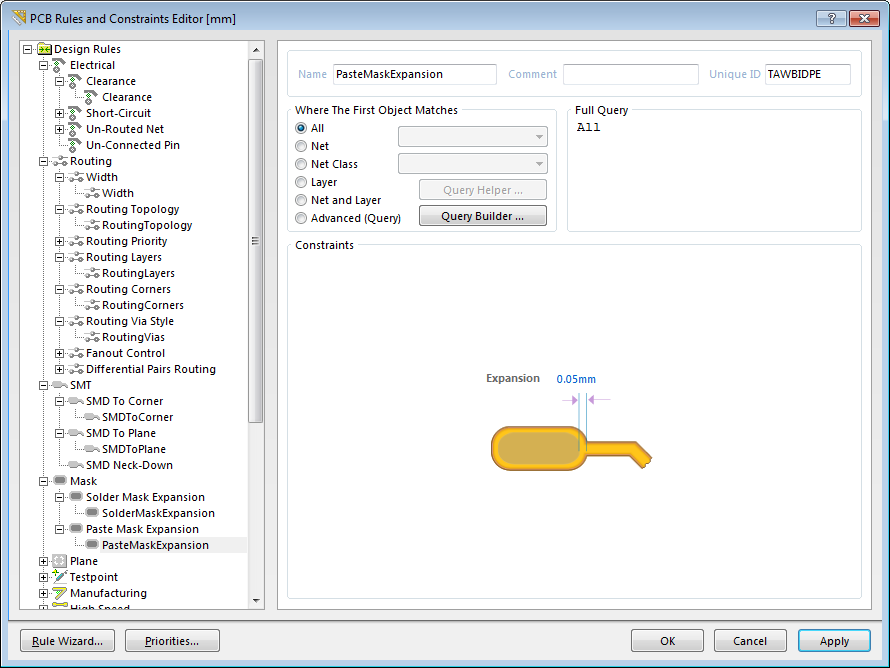 PCB Rules and Constraints Editor [mm]
Design Rules
Electrical
Clearance
Clearance
Short-Circuit
Un-Routed Net
Un-Connected Pin
Routing
Width
Width
Routing Topology
RoutingTopology
Routing Priority
Routing Layers
RoutingLayers
Routing Corners
RoutingCorners
Routing Via Style
RoutingVias
Fanout Control
Differential Pairs Routing
SMT
SMD To Corner
SMDToCorner
SMD To Plane
SMDToPlane
SMD Neck-Down
Mask
Solder Mask Expansion
SolderMaskExpansion
Paste Mask Expansion
PasteMaskExpansion
Plane
Testpoint
Manufacturing
High Speed
Name PasteMaskExpansion Comment Unique ID TAWBIDPE
Where The First Object Matches
All
Net
Net Class
Layer
Net and Layer
Advanced (Query)
Query Helper ...
Query Builder ...
Full Query
All
Constraints
Expansion 0.05mm
Rule Wizard... Priorities... OK Cancel Apply